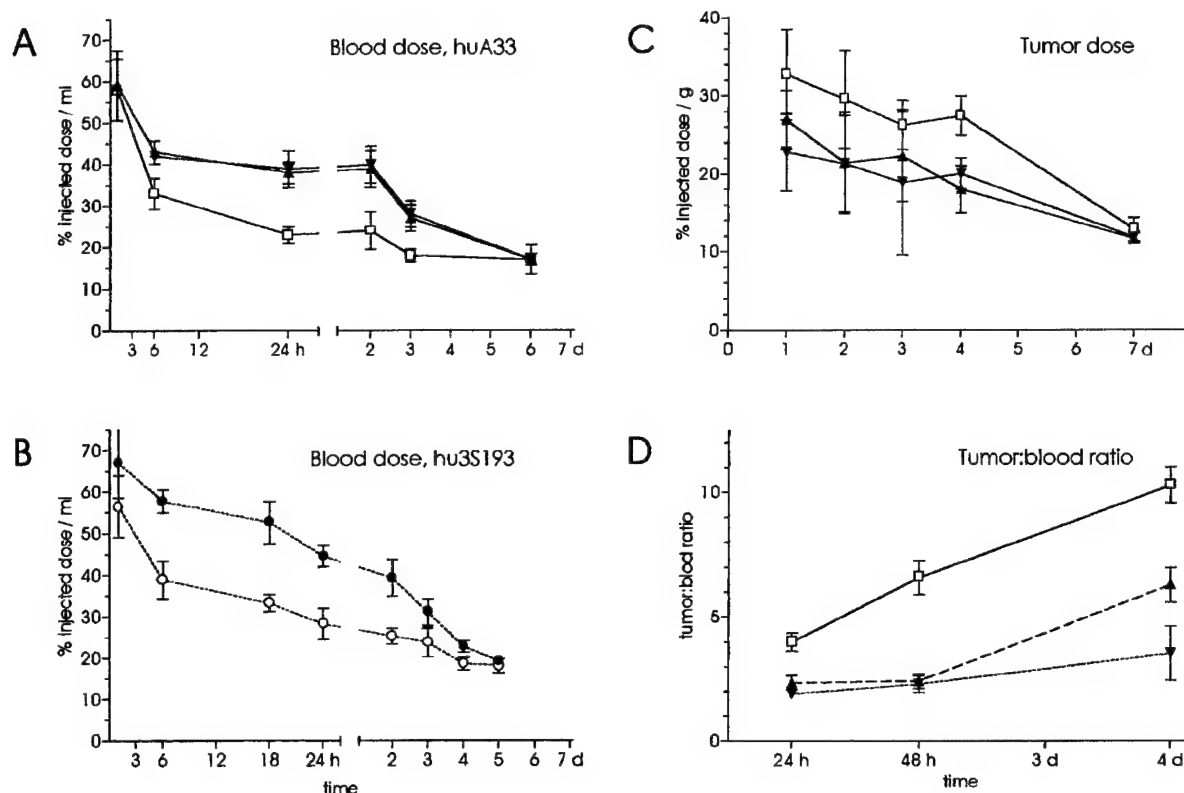 A
Blood dose, huA33
% injected dose / ml
70
60
50
40
30
20
10
0
3 6 12 24 h 2 3 4 5 6 7 d
C
Tumor dose
% injected dose / g
40
30
20
10
0
0 1 2 3 4 5 6 7 d
B
Blood dose, hu3S193
% injected dose / ml
70
60
50
40
30
20
10
0
3 6 12 18 24 h 2 3 4 5 6 7 d
time
D
Tumor:blood ratio
tumor:blod ratio
10
5
0
24 h 48 h 3 d 4 d
time